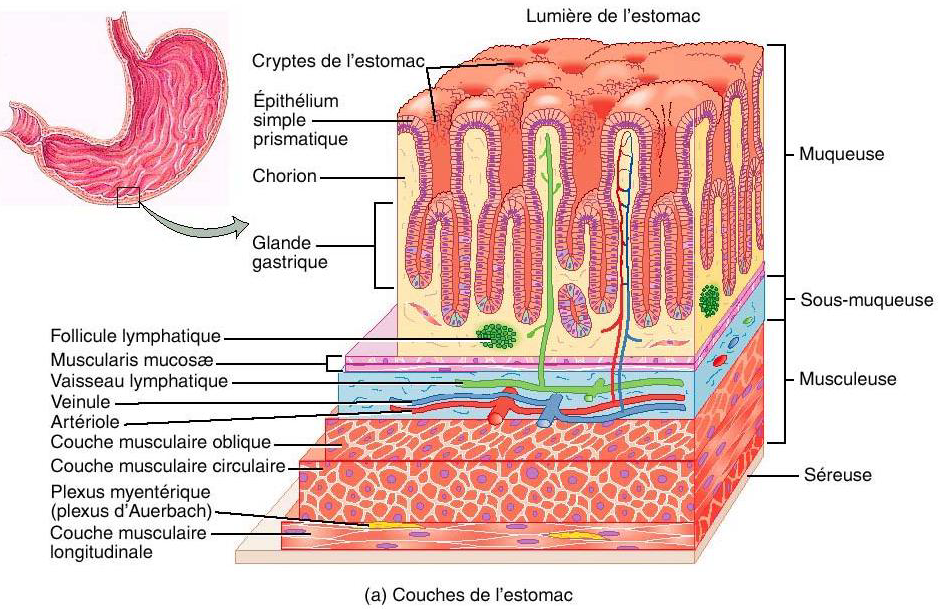 Lumière de l'estomac
Cryptes de l'estomac
Épithélium
simple
prismatique
Chorion
Glande
gastrique
Follicule lymphatique
Muscularis mucosæ
Vaisseau lymphatique
Veinule
Artériole
Couche musculaire oblique
Couche musculaire circulaire
Plexus myentérique
(plexus d'Auerbach)
Couche musculaire
longitudinale
Muqueuse
Sous-muqueuse
Musculeuse
Séreuse
(a) Couches de l'estomac